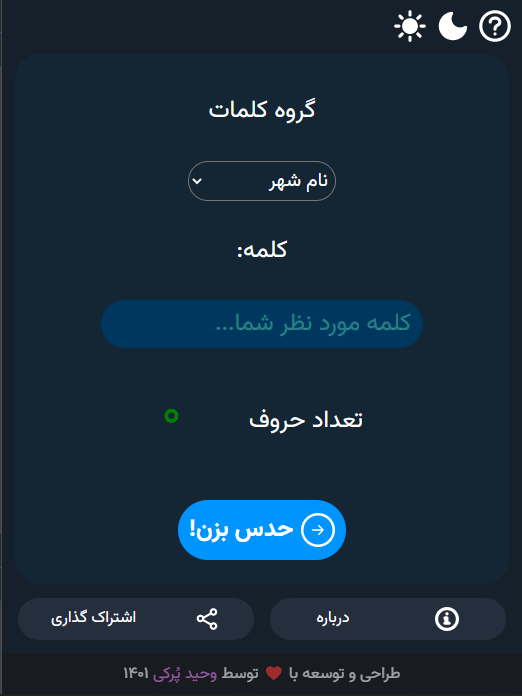 گروه کلمات
نام شهر
کلمه:
کلمه مورد نظر شما...
تعداد حروف
حدس بزن!
درباره
اشتراک گذاری
طراحی و توسعه با ❤ توسط وحید پُرکی ۱۴۰۱